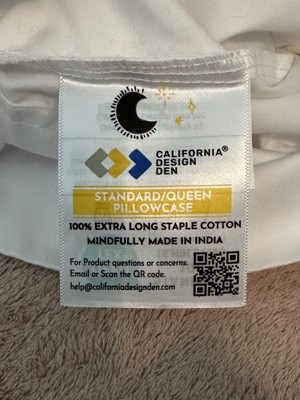 CALIFORNIA®
DESIGN
DEN
STANDARD/QUEEN
PILLOWCASE
100% EXTRA LONG STAPLE COTTON
MINDFULLY MADE IN INDIA
For Product questions or concerns:
Email or Scan the QR code.
help@californiadesignden.com